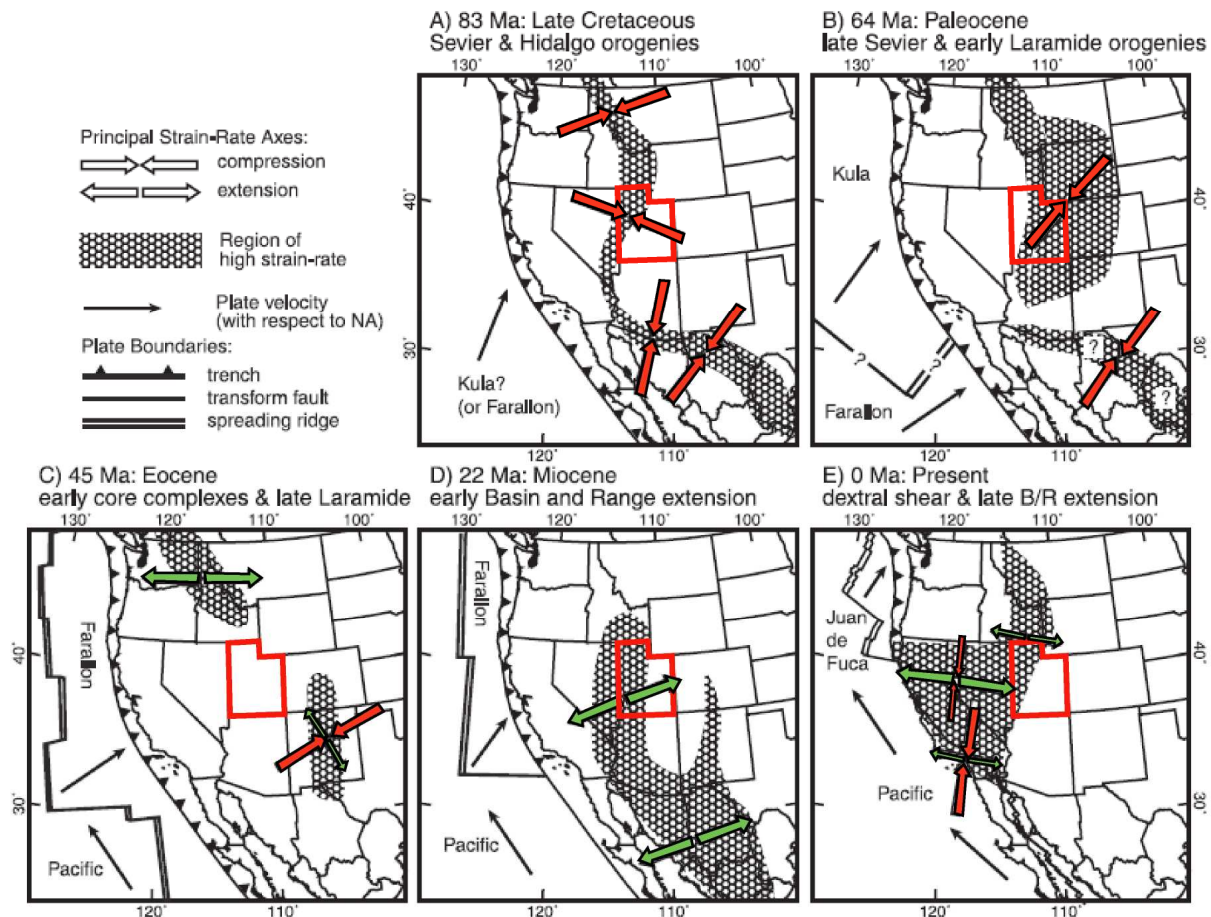 A) 83 Ma: Late Cretaceous
Sevier & Hidalgo orogenies
B) 64 Ma: Paleocene
late Sevier & early Laramide orogenies
130˚ 120˚ 110˚ 100˚
130˚ 120˚ 110˚ 100˚
Principal Strain-Rate Axes:
compression
extension
Region of
high strain-rate
Plate velocity
(with respect to NA)
Plate Boundaries:
trench
transform fault
spreading ridge
40˚
30˚
Kula?
(or Farallon)
120˚ 110˚
Kula
40˚
30˚
?
?
?
?
Farallon
120˚ 110˚
C) 45 Ma: Eocene
early core complexes & late Laramide
D) 22 Ma: Miocene
early Basin and Range extension
E) 0 Ma: Present
dextral shear & late B/R extension
130˚ 120˚ 110˚ 100˚
130˚ 120˚ 110˚ 100˚
130˚ 120˚ 110˚ 100˚
40˚
30˚
Farallon
Pacific
120˚ 110˚
Farallon
Pacific
120˚ 110˚
Juan
de
Fuca
Pacific
40˚
30˚
120˚ 110˚